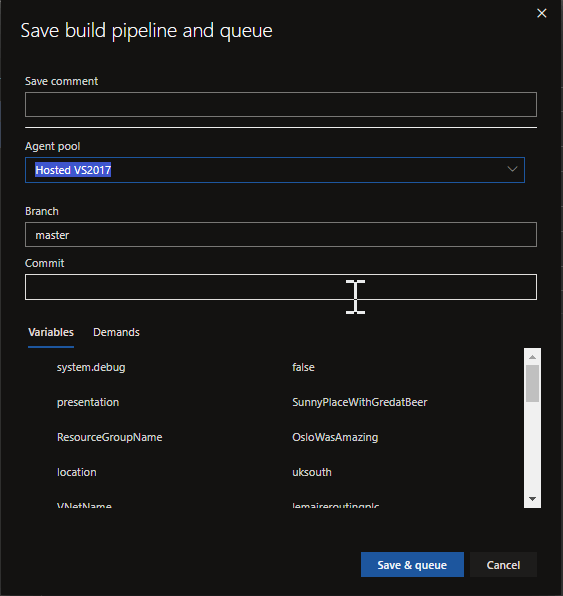 Save build pipeline and queue
Save comment
Agent pool
Hosted VS2017
Branch
master
Commit
Variables Demands
system.debug false
presentation SunnyPlaceWithGredatBeer
ResourceGroupName OsloWasAmazing
location uksouth
VNetName lemaireroutingplc
Save & queue Cancel